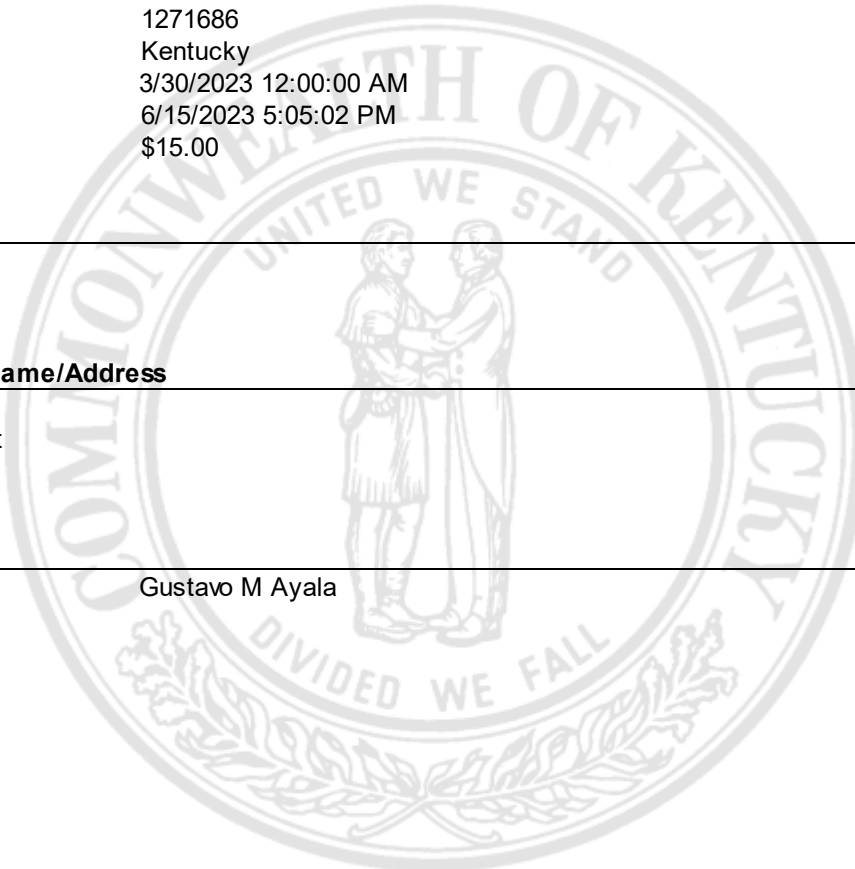 1271686
Kentucky
3/30/2023 12:00:00 AM
6/15/2023 5:05:02 PM
$15.00
COMMONWEALTH OF KENTUCKY
UNITED WE STAND
ame/Address
Gustavo M Ayala
DIVIDED WE FALL